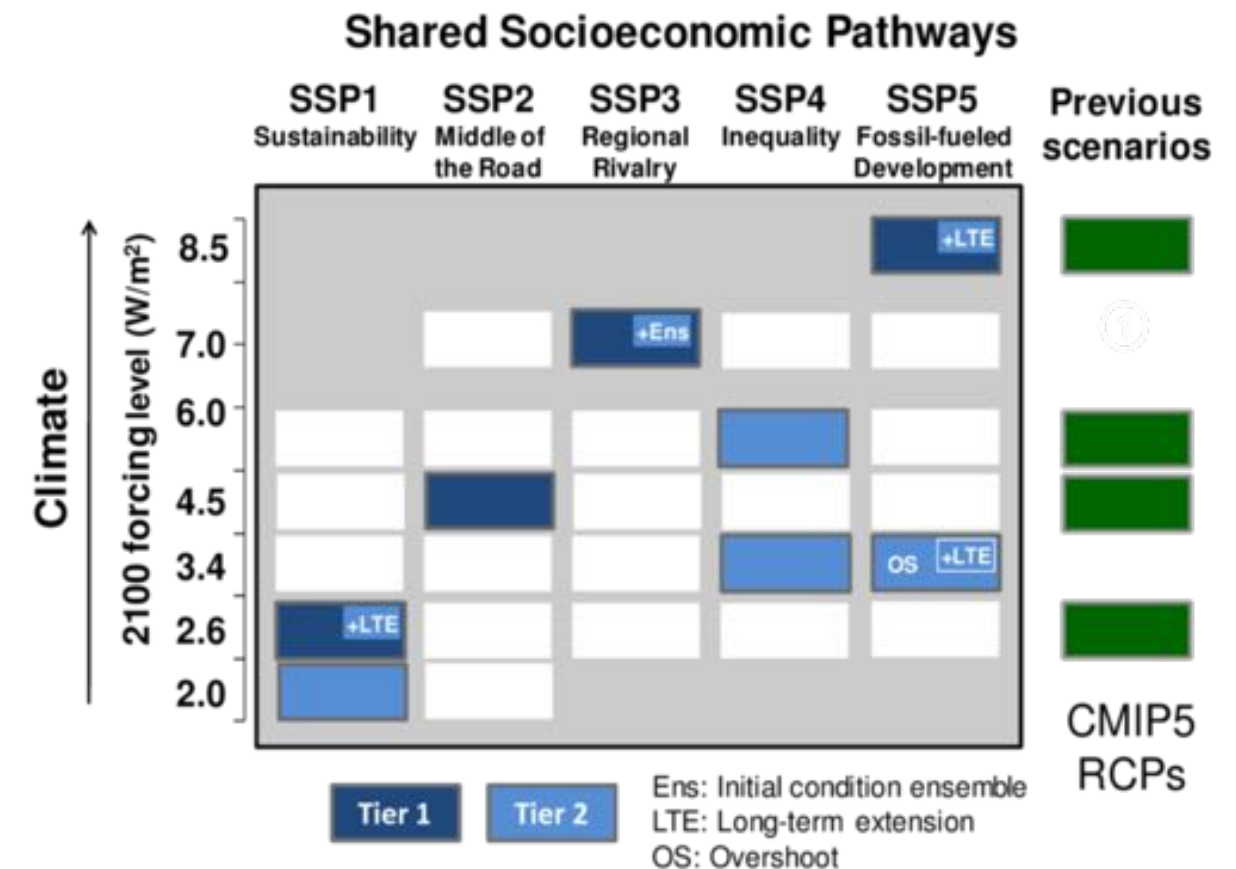 Shared Socioeconomic Pathways
SSP1 SSP2 SSP3 SSP4 SSP5
Sustainability Middle of the Road Regional Rivalry Inequality Fossil-fueled Development
Previous
scenarios
Climate
2100 forcing level (W/m²)
8.5
+LTE
7.0
+Ens
1
6.0
4.5
3.4
OS +LTE
2.6
+LTE
2.0
CMIP5
RCPs
Tier 1
Tier 2
Ens: Initial condition ensemble
LTE: Long-term extension
OS: Overshoot